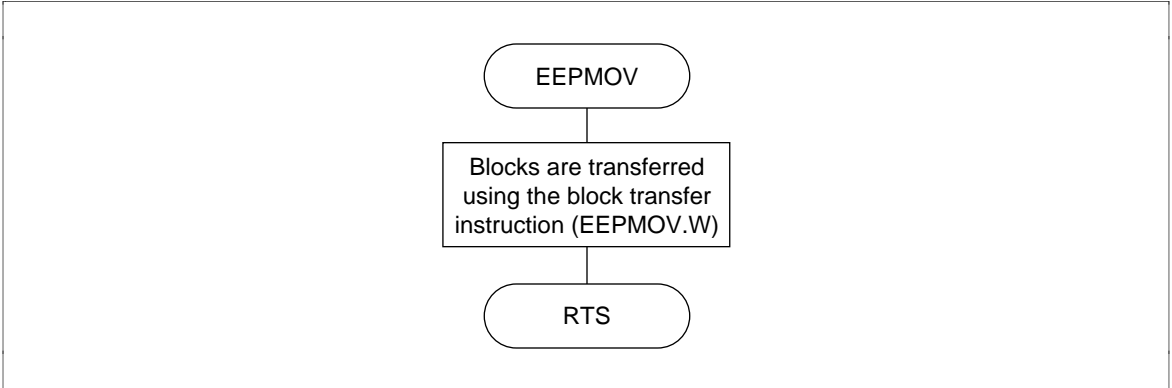 EEPMOV
Blocks are transferred
using the block transfer
instruction (EEPMOV.W)
RTS